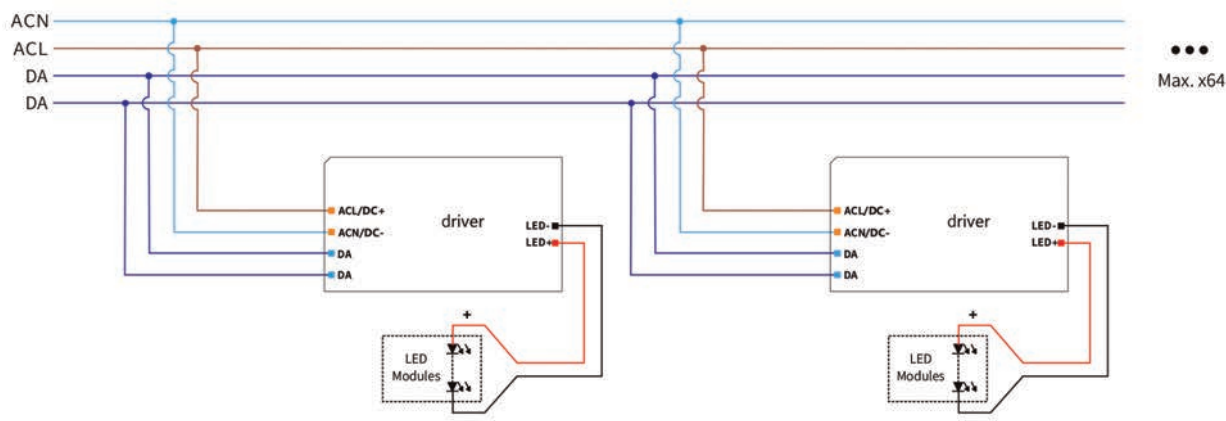 ACN
ACL
DA
DA
•••
Max. x64
ACL/DC+
ACN/DC-
DA
DA
driver
LED-
LED+
ACL/DC+
ACN/DC-
DA
DA
driver
LED-
LED+
+
LED
Modules
+
LED
Modules